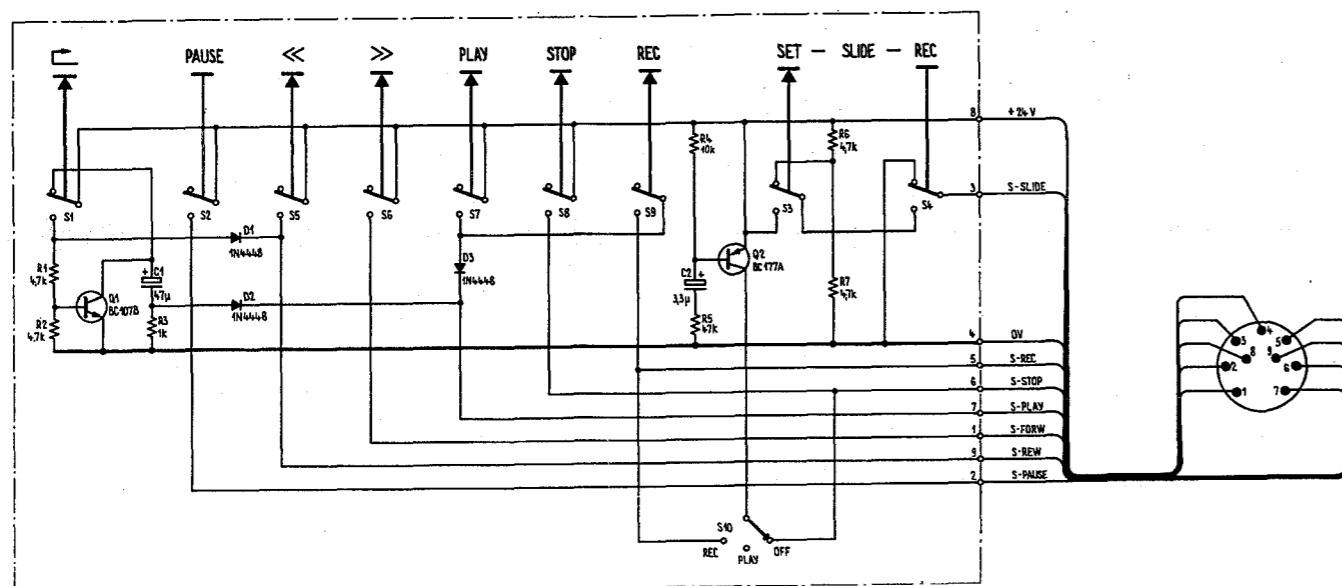 PAUSE << >> PLAY STOP REC SET - SLIDE - REC
8 +24V
R4 10k
R6 4,7k
3 S-SLIDE
S1 S2 S5 S6 S7 S8 S9 S3 S4
D1 1N4448
R1 4,7k
Q1 BC107B
+ C1 47µ
D3 1N4448
Q2 BC177A
C2 + 3,3µ
R7 4,7k
D2 1N4448
R2 4,7k
R3 1k
R5 47k
4 0V
5 S-REC
6 S-STOP
7 S-PLAY
1 S-FORW
9 S-REW
2 S-PAUSE
S10
REC PLAY OFF
4
3 5
8 9
2 6
1 7